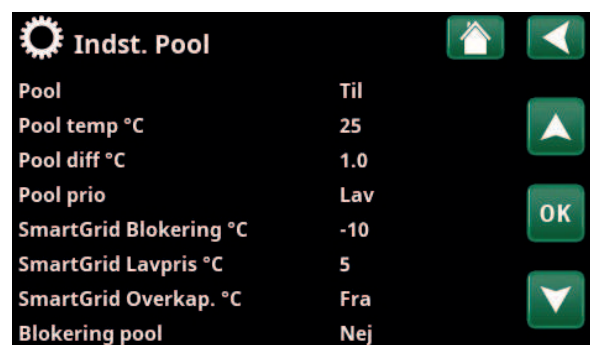 Indst. Pool
Pool Til
Pool temp °C 25
Pool diff °C 1.0
Pool prio Lav
OK
SmartGrid Blokering °C -10
SmartGrid Lavpris °C 5
SmartGrid Overkap. °C Fra
Blokering pool Nej